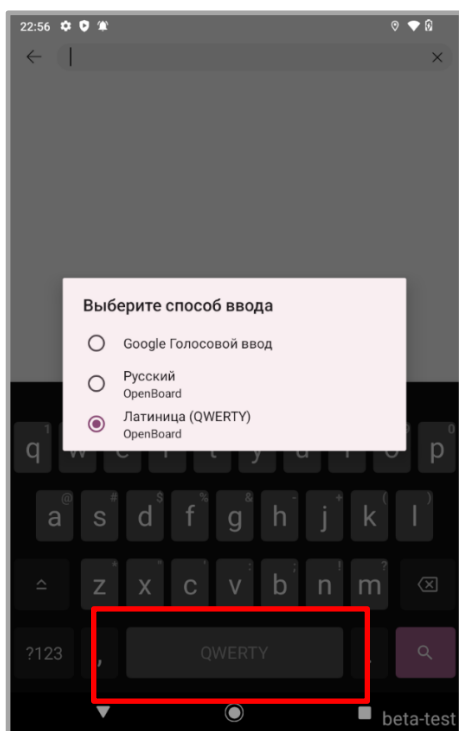 22:56
Выберите способ ввода
Google Голосовой ввод
Русский
OpenBoard
Латиница (QWERTY)
OpenBoard
q w e r t y u i o p
a s d f g h j k l
z x c v b n m
?123 , QWERTY .
beta-test